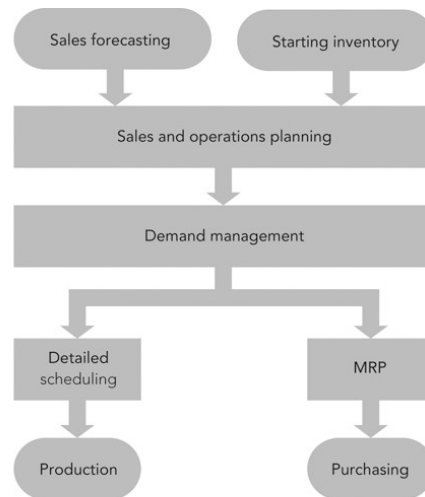 Sales forecasting
Starting inventory
Sales and operations planning
Demand management
Detailed
scheduling
MRP
Production
Purchasing